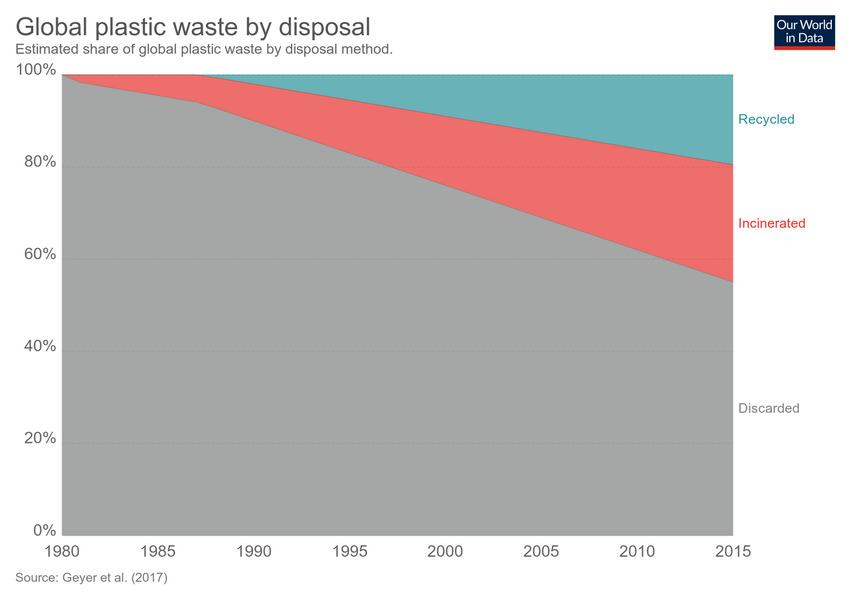 Global plastic waste by disposal
Estimated share of global plastic waste by disposal method.
Our World
in Data
100%
80%
60%
40%
20%
0%
1980 1985 1990 1995 2000 2005 2010 2015
Recycled
Incinerated
Discarded
Source: Geyer et al. (2017)